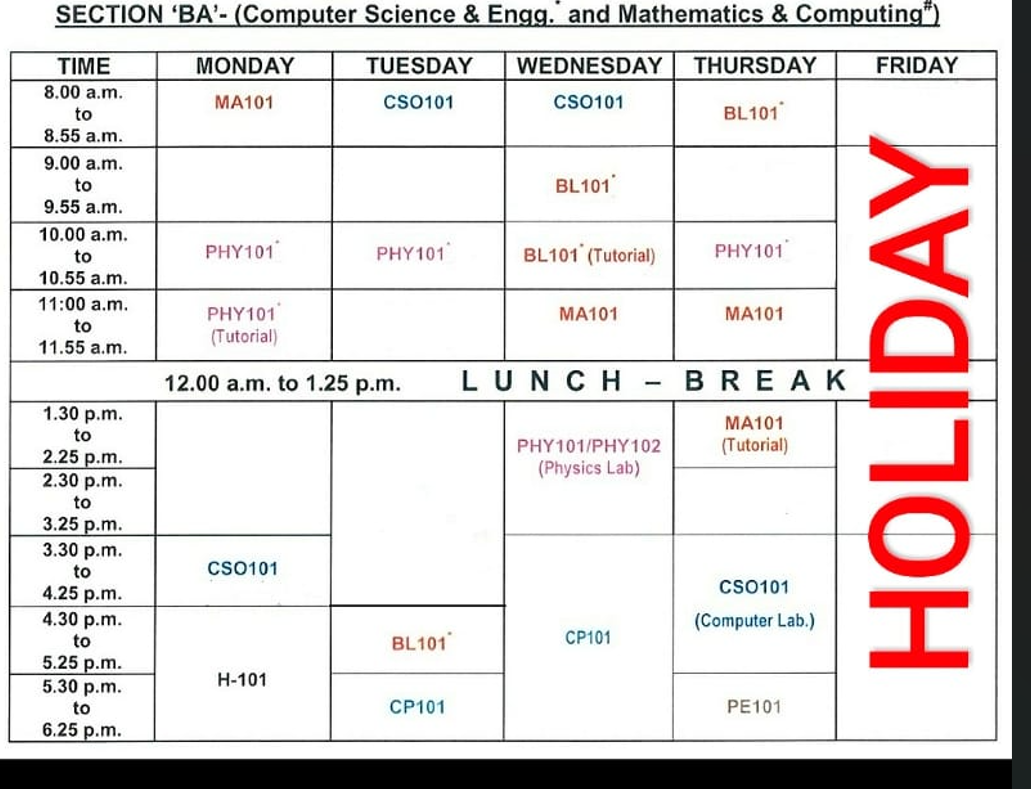 SECTION ‘BA’- (Computer Science & Engg.* and Mathematics & Computing#)
TIME MONDAY TUESDAY WEDNESDAY THURSDAY FRIDAY
8.00 a.m.
to
8.55 a.m.
MA101 CSO101 CSO101 BL101*
9.00 a.m.
to
9.55 a.m.
BL101*
10.00 a.m.
to
10.55 a.m.
PHY101* PHY101* BL101* (Tutorial) PHY101*
11:00 a.m.
to
11.55 a.m.
PHY101*
(Tutorial)
MA101 MA101
12.00 a.m. to 1.25 p.m. LUNCH – BREAK
1.30 p.m.
to
2.25 p.m.
PHY101/PHY102
(Physics Lab)
MA101
(Tutorial)
2.30 p.m.
to
3.25 p.m.
3.30 p.m.
to
4.25 p.m.
CSO101
CSO101
(Computer Lab.)
4.30 p.m.
to
5.25 p.m.
H-101
BL101*
CP101
5.30 p.m.
to
6.25 p.m.
CP101
PE101
HOLIDAY